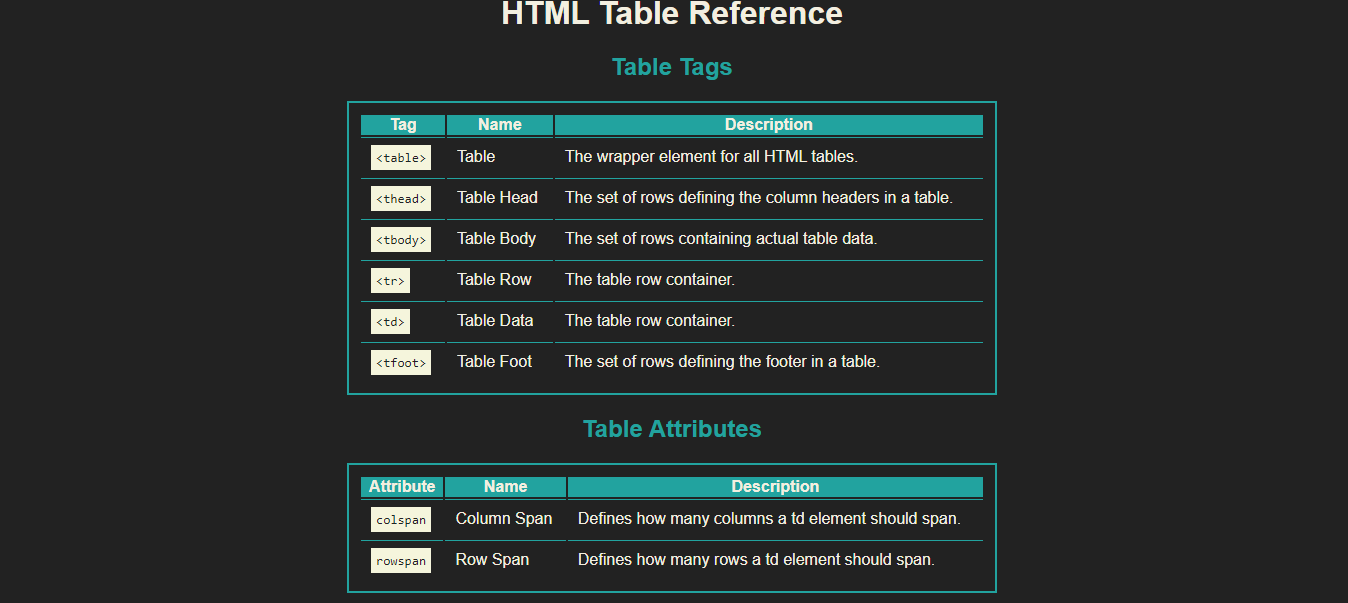 HTML Table Reference
Table Tags
Tag Name Description
<table> Table The wrapper element for all HTML tables.
<thead> Table Head The set of rows defining the column headers in a table.
<tbody> Table Body The set of rows containing actual table data.
<tr> Table Row The table row container.
<td> Table Data The table row container.
<tfoot> Table Foot The set of rows defining the footer in a table.
Table Attributes
Attribute Name Description
colspan Column Span Defines how many columns a td element should span.
rowspan Row Span Defines how many rows a td element should span.